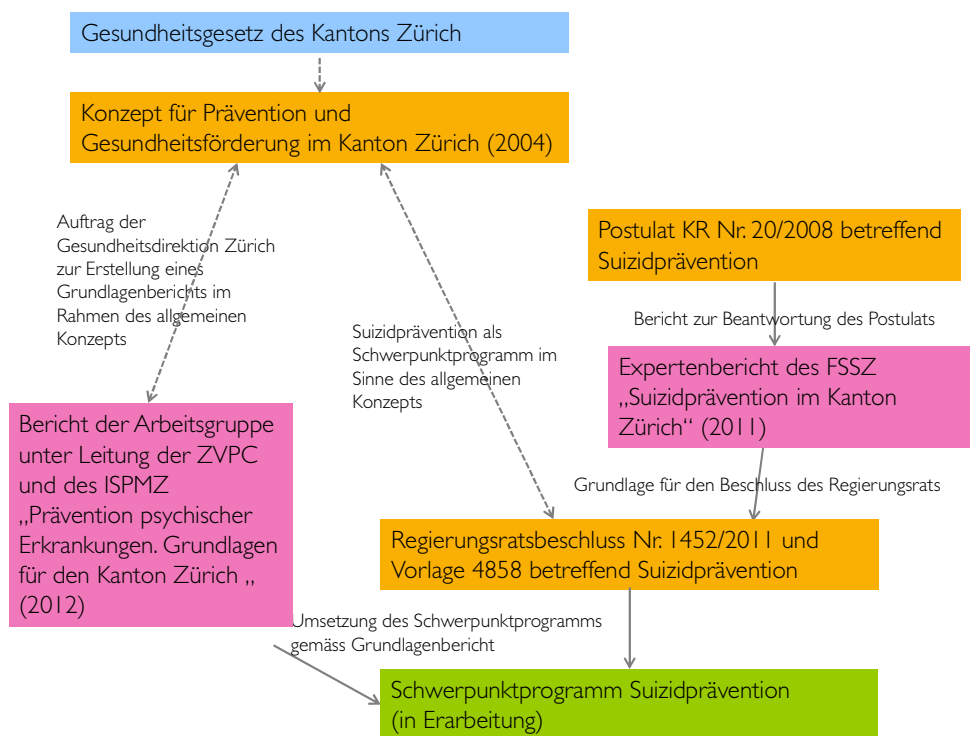 Gesundheitsgesetz des Kantons Zürich
Konzept für Prävention und
Gesundheitsförderung im Kanton Zürich (2004)
Auftrag der
Gesundheitsdirektion Zürich
zur Erstellung eines
Grundlagenberichts im
Rahmen des allgemeinen
Konzepts
Postulat KR Nr. 20/2008 betreffend
Suizidprävention
Bericht zur Beantwortung des Postulats
Suizidprävention als
Schwerpunktprogramm im
Sinne des allgemeinen
Konzepts
Expertenbericht des FSSZ
„Suizidprävention im Kanton
Zürich“ (2011)
Bericht der Arbeitsgruppe
unter Leitung der ZVPC
und des ISPMZ
„Prävention psychischer
Erkrankungen. Grundlagen
für den Kanton Zürich „
(2012)
Grundlage für den Beschluss des Regierungsrats
Regierungsratsbeschluss Nr. 1452/2011 und
Vorlage 4858 betreffend Suizidprävention
Umsetzung des Schwerpunktprogramms
gemäss Grundlagenbericht
Schwerpunktprogramm Suizidprävention
(in Erarbeitung)